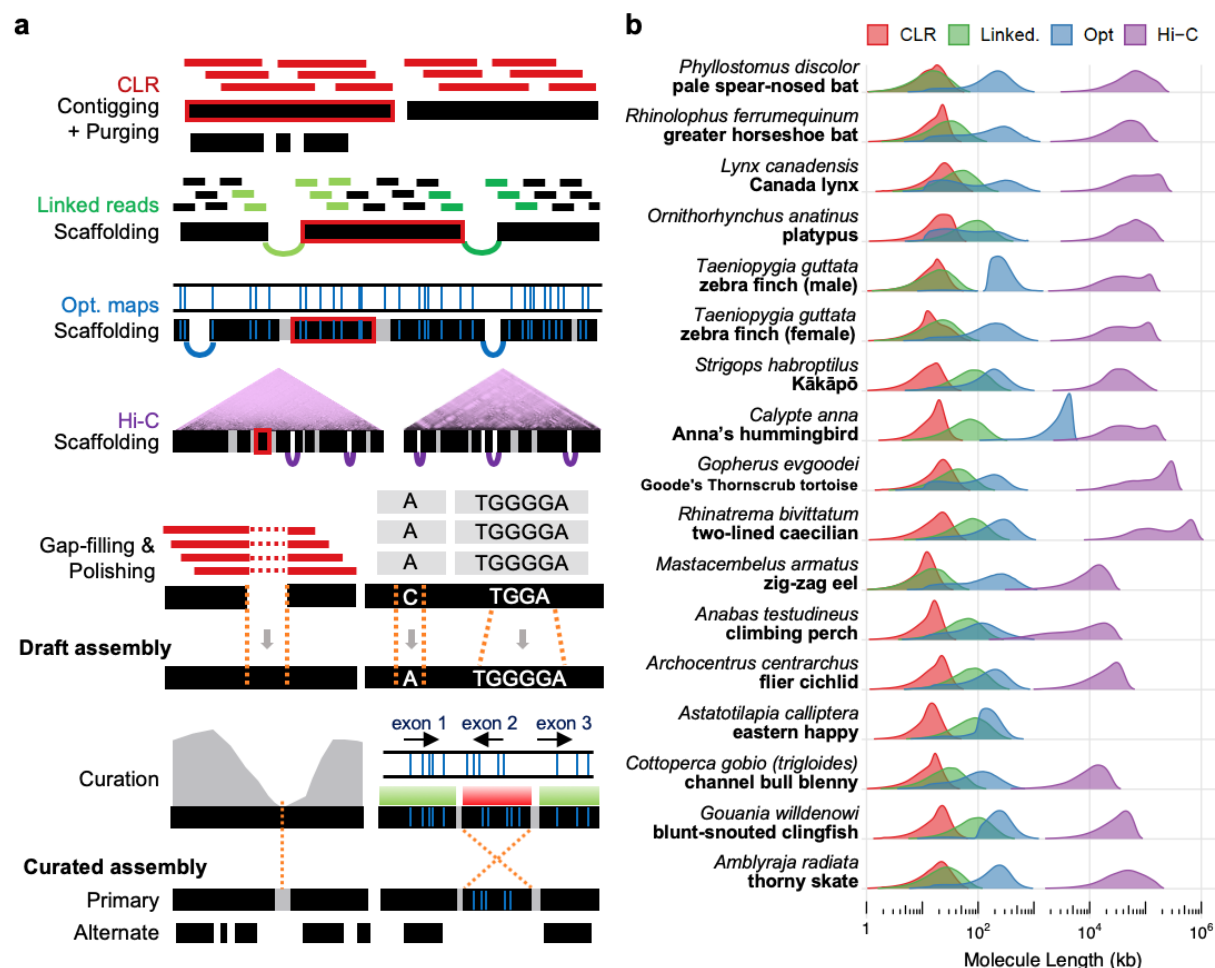 a
CLR
Contigging
+ Purging
Linked reads
Scaffolding
Opt. maps
Scaffolding
Hi-C
Scaffolding
A TGGGGA
A TGGGGA
A TGGGGA
Gap-filling &
Polishing
C TGGA
Draft assembly
A TGGGGA
exon 1 exon 2 exon 3
Curation
Curated assembly
Primary
Alternate
b
CLR Linked. Opt Hi–C
Phyllostomus discolor
pale spear-nosed bat
Rhinolophus ferrumequinum
greater horseshoe bat
Lynx canadensis
Canada lynx
Ornithorhynchus anatinus
platypus
Taeniopygia guttata
zebra finch (male)
Taeniopygia guttata
zebra finch (female)
Strigops habroptilus
Kākāpō
Calypte anna
Anna's hummingbird
Gopherus evgoodei
Goode's Thornscrub tortoise
Rhinatrema bivittatum
two-lined caecilian
Mastacembelus armatus
zig-zag eel
Anabas testudineus
climbing perch
Archocentrus centrarchus
flier cichlid
Astatotilapia calliptera
eastern happy
Cottoperca gobio (trigloides)
channel bull blenny
Gouania willdenowi
blunt-snouted clingfish
Amblyraja radiata
thorny skate
1 10² 10⁴ 10⁶
Molecule Length (kb)